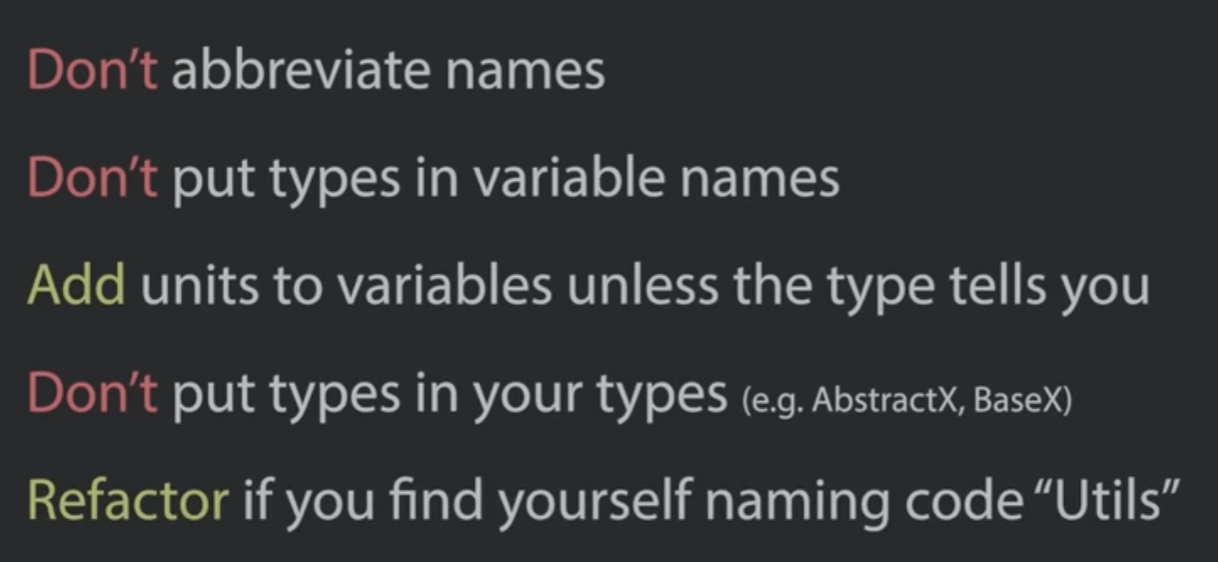 Don’t abbreviate names
Don’t put types in variable names
Add units to variables unless the type tells you
Don’t put types in your types (e.g. AbstractX, BaseX)
Refactor if you find yourself naming code “Utils”